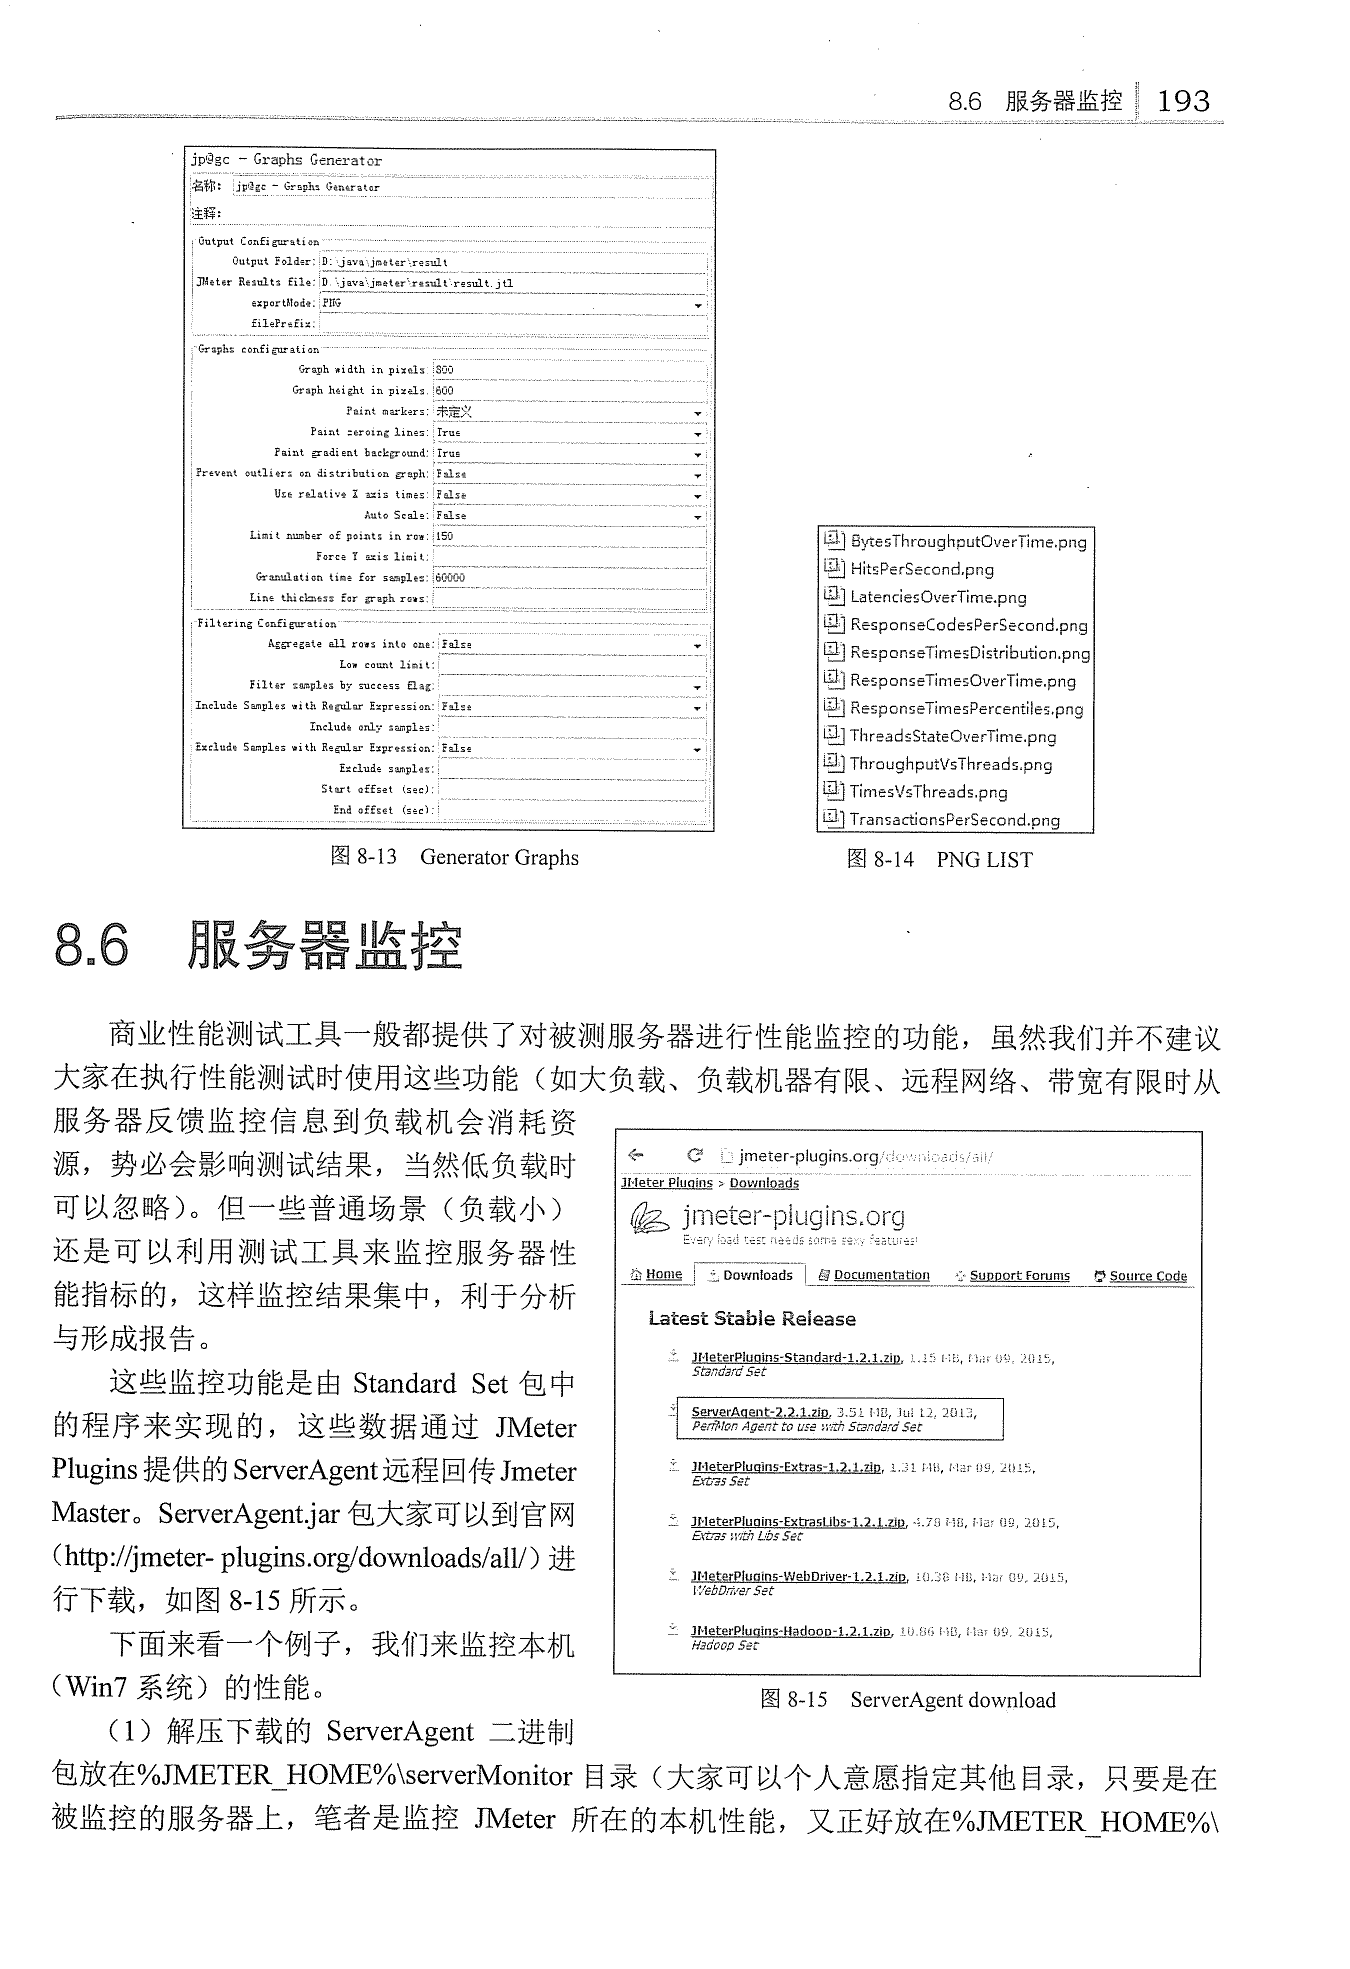 8.6 服务器监控 193
jp@gc - Graphs Generator
名称: jp@gc - Graphs Generator
注释:
Output Configuration
Output Folder: D:\java\jmeter\result
JMeter Results file: D:\java\jmeter\result\result.jtl
exportMode: PNG
filePrefix:
Graphs configuration
Graph width in pixels: 800
Graph height in pixels: 600
Paint markers: 未定义
Paint zeroing lines: True
Paint gradient background: True
Prevent outliers on distribution graph: False
Use relative X axis times: False
Auto Scale: False
Limit number of points in row: 150
Force Y axis limit:
Granulation time for samples: 60000
Line thickness for graph rows:
Filtering Configuration
Aggregate all rows into one: False
Low count limit:
Filter samples by success flag:
Include Samples with Regular Expression: False
Include only samples:
Exclude Samples with Regular Expression: False
Exclude samples:
Start offset (sec):
End offset (sec):
图 8-13 Generator Graphs
BytesThroughputOverTime.png
HitsPerSecond.png
LatenciesOverTime.png
ResponseCodesPerSecond.png
ResponseTimesDistribution.png
ResponseTimesOverTime.png
ResponseTimesPercentiles.png
ThreadsStateOverTime.png
ThroughputVsThreads.png
TimesVsThreads.png
TransactionsPerSecond.png
图 8-14 PNG LIST
8.6 服务器监控
商业性能测试工具一般都提供了对被测服务器进行性能监控的功能，虽然我们并不建议
大家在执行性能测试时使用这些功能（如大负载、负载机器有限、远程网络、带宽有限时从
服务器反馈监控信息到负载机会消耗资
源，势必会影响测试结果，当然低负载时
可以忽略）。但一些普通场景（负载小）
还是可以利用测试工具来监控服务器性
能指标的，这样监控结果集中，利于分析
与形成报告。
这些监控功能是由 Standard Set 包中
的程序来实现的，这些数据通过 JMeter
Plugins 提供的 ServerAgent 远程回传 Jmeter
Master。ServerAgent.jar 包大家可以到官网
（http://jmeter- plugins.org/downloads/all/）进
行下载，如图 8-15 所示。
下面来看一个例子，我们来监控本机
（Win7 系统）的性能。
（1）解压下载的 ServerAgent 二进制
包放在%JMETER_HOME%\serverMonitor 目录（大家可以个人意愿指定其他目录，只要是在
被监控的服务器上，笔者是监控 JMeter 所在的本机性能，又正好放在%JMETER_HOME%\
jmeter-plugins.org/downloads/all/
JMeter Plugins > Downloads
jmeter-plugins.org
Every load test needs some sexy features!
Home Downloads Documentation Support Forums Source Code
Latest Stable Release
JMeterPlugins-Standard-1.2.1.zip, 1.15 MB, Mar 09, 2015,
Standard Set
ServerAgent-2.2.1.zip, 3.51 MB, Jul 12, 2013,
PerfMon Agent to use with Standard Set
JMeterPlugins-Extras-1.2.1.zip, 1.31 MB, Mar 09, 2015,
Extras Set
JMeterPlugins-ExtrasLibs-1.2.1.zip, 4.78 MB, Mar 09, 2015,
Extras with Libs Set
JMeterPlugins-WebDriver-1.2.1.zip, 10.38 MB, Mar 09, 2015,
WebDriver Set
JMeterPlugins-Hadoop-1.2.1.zip, 10.86 MB, Mar 09, 2015,
Hadoop Set
图 8-15 ServerAgent download